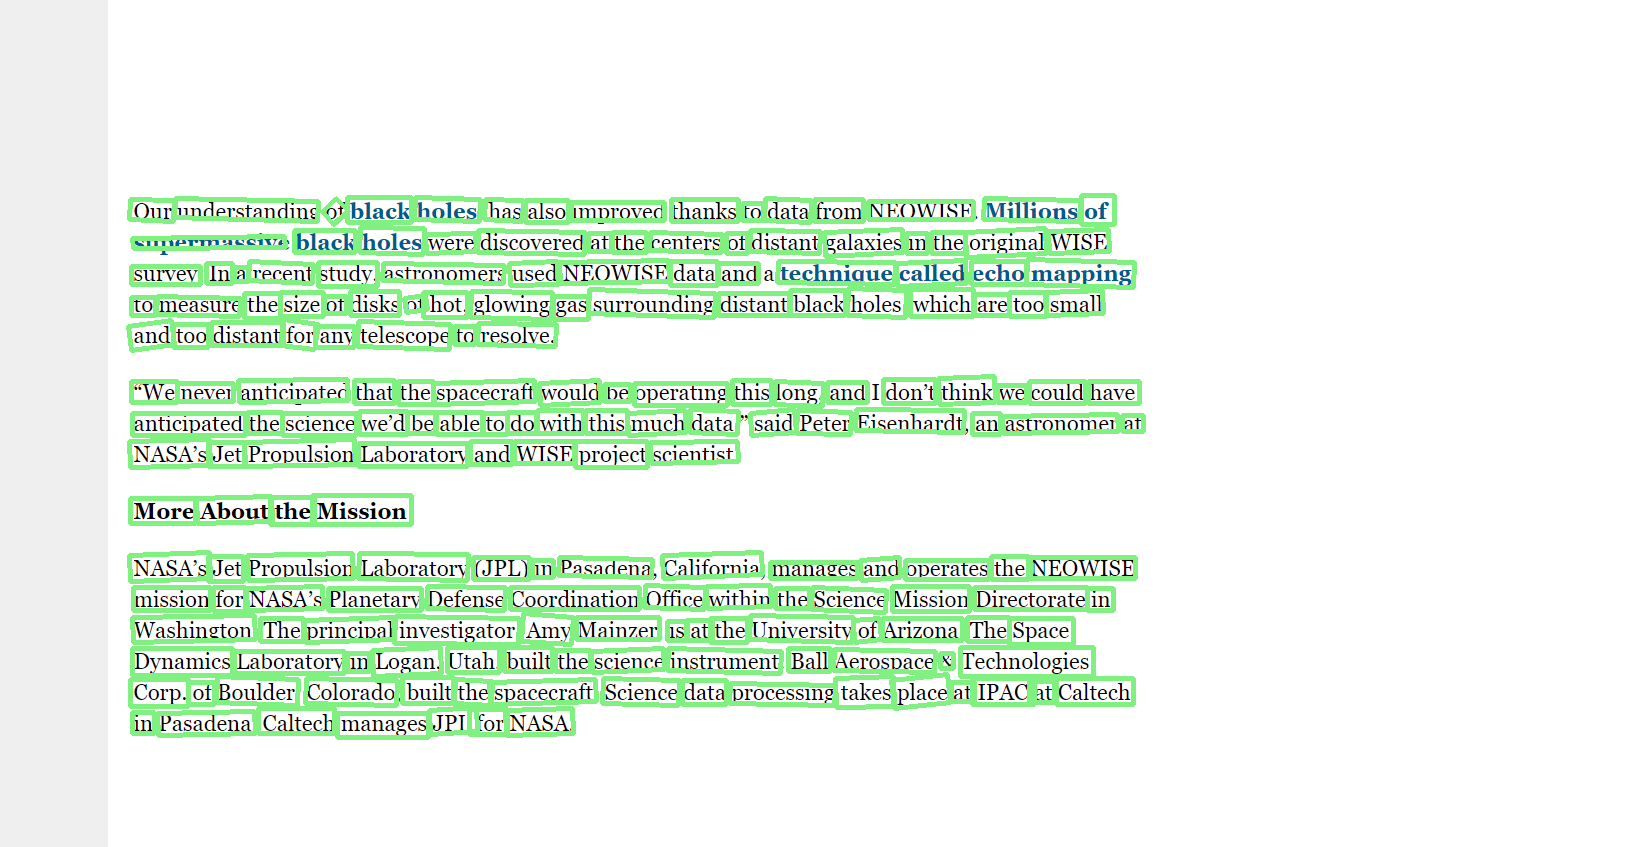 Our understanding of black holes has also improved thanks to data from NEOWISE. Millions of
supermassive black holes were discovered at the centers of distant galaxies in the original WISE
survey. In a recent study, astronomers used NEOWISE data and a technique called echo mapping
to measure the size of disks of hot, glowing gas surrounding distant black holes, which are too small
and too distant for any telescope to resolve.
“We never anticipated that the spacecraft would be operating this long, and I don’t think we could have
anticipated the science we’d be able to do with this much data,” said Peter Eisenhardt, an astronomer at
NASA’s Jet Propulsion Laboratory and WISE project scientist.
More About the Mission
NASA’s Jet Propulsion Laboratory (JPL) in Pasadena, California, manages and operates the NEOWISE
mission for NASA’s Planetary Defense Coordination Office within the Science Mission Directorate in
Washington. The principal investigator, Amy Mainzer, is at the University of Arizona. The Space
Dynamics Laboratory in Logan, Utah, built the science instrument. Ball Aerospace & Technologies
Corp. of Boulder, Colorado, built the spacecraft. Science data processing takes place at IPAC at Caltech
in Pasadena. Caltech manages JPL for NASA.